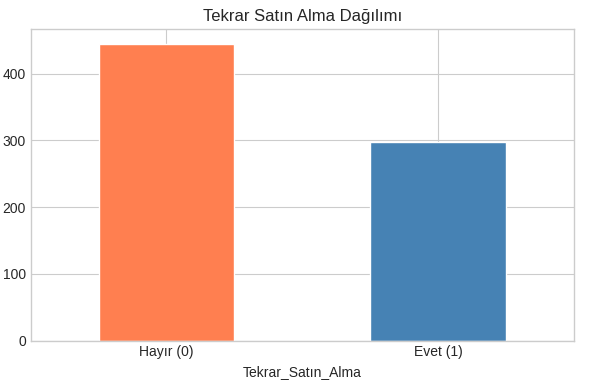 Tekrar Satın Alma Dağılımı
400
300
200
100
0
Hayır (0)
Evet (1)
Tekrar_Satın_Alma